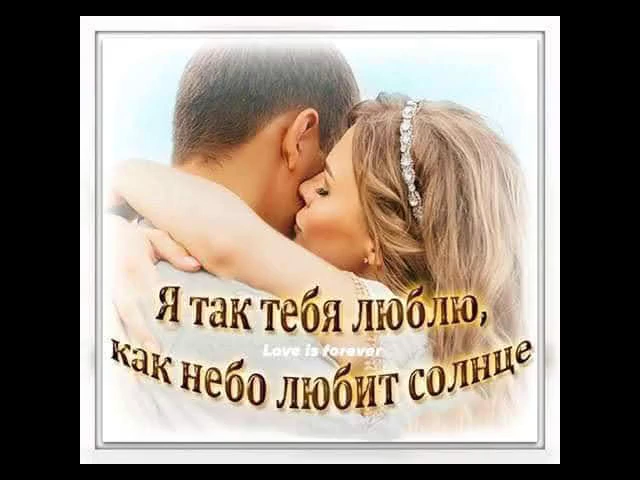 Я так тебя люблю,
Love is forever
как небо любит солнце